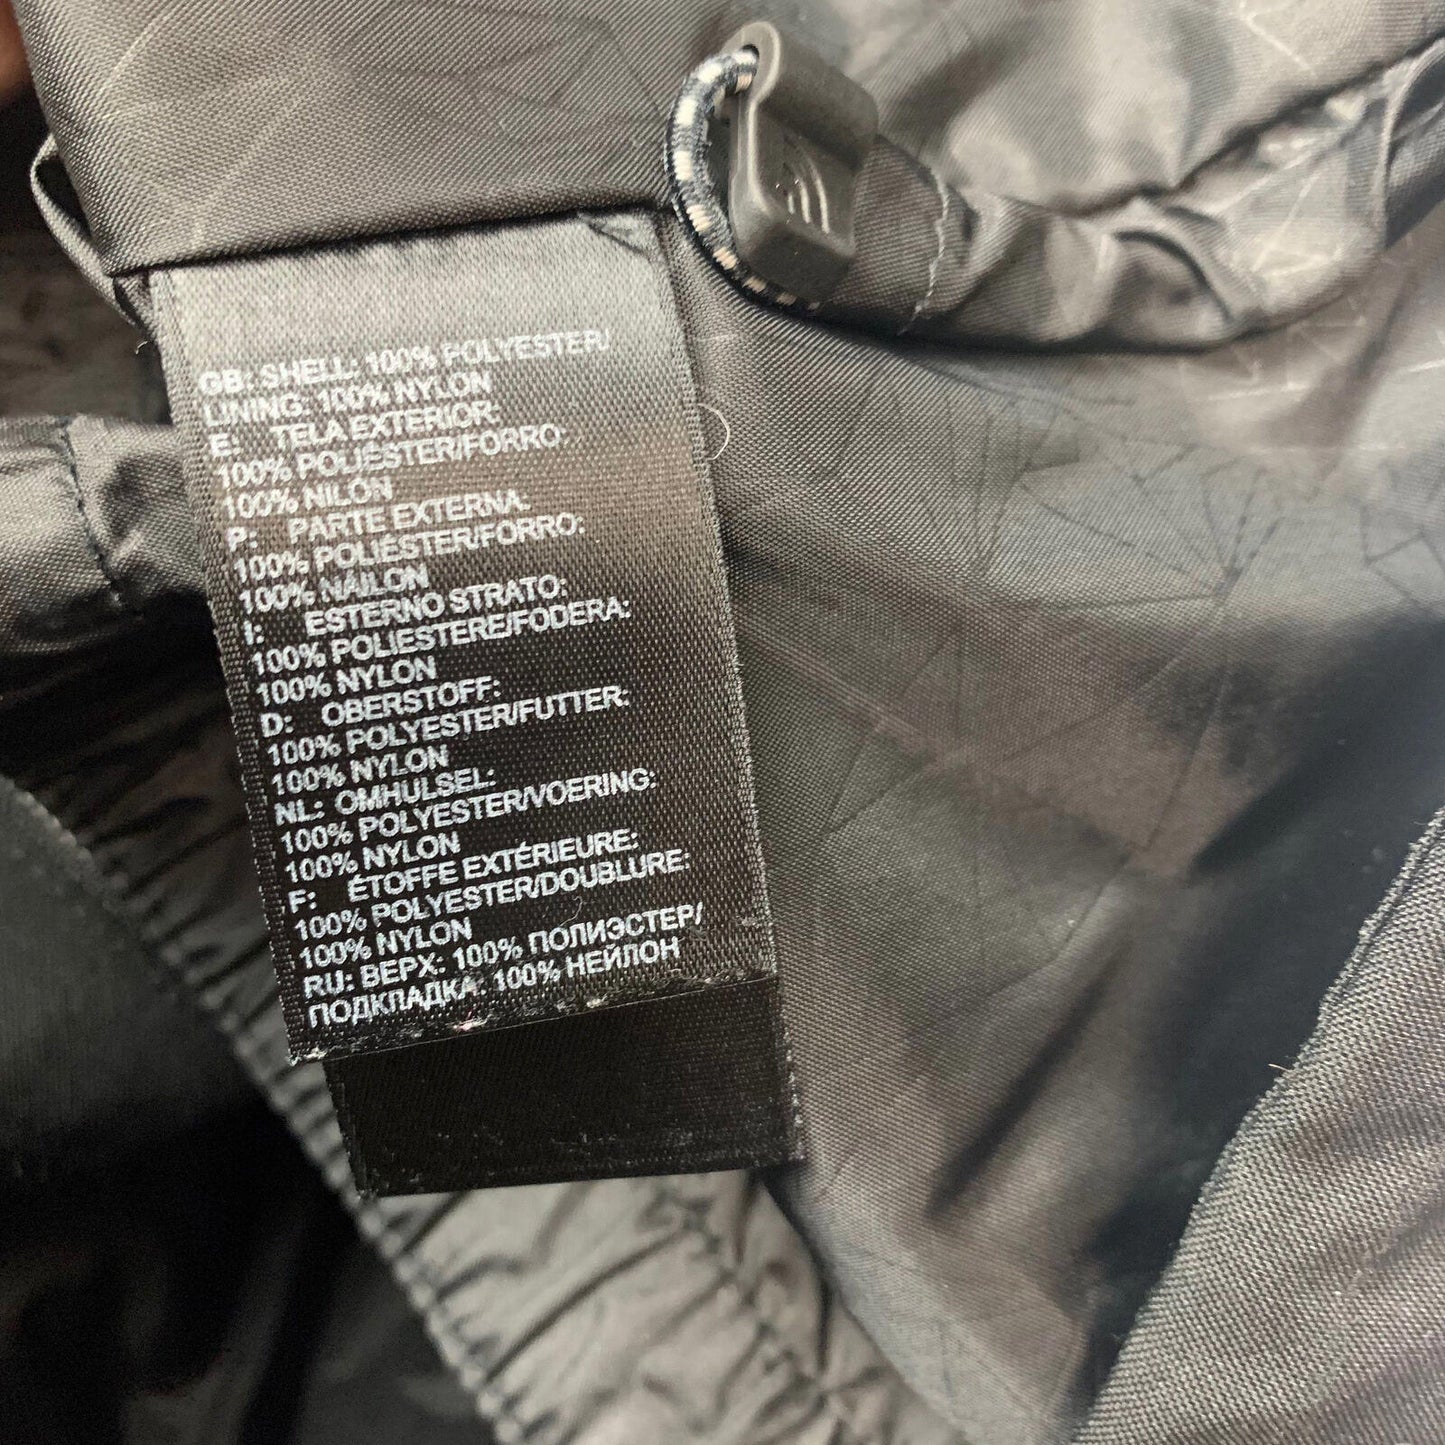 GB: SHELL: 100% POLYESTER/
LINING: 100% NYLON
E: TELA EXTERIOR:
100% POLIÉSTER/FORRO:
100% NILÓN
P: PARTE EXTERNA.
100% POLIÉSTER/FORRO:
100% NÁILON
I: ESTERNO STRATO:
100% POLIESTERE/FODERA:
100% NYLON
D: OBERSTOFF:
100% POLYESTER/FUTTER:
100% NYLON
NL: OMHULSEL:
100% POLYESTER/VOERING:
100% NYLON
F: ÉTOFFE EXTÉRIEURE:
100% POLYESTER/DOUBLURE:
100% NYLON
RU: ВЕРХ: 100% ПОЛИЭСТЕР/
ПОДКЛАДКА: 100% НЕЙЛОН